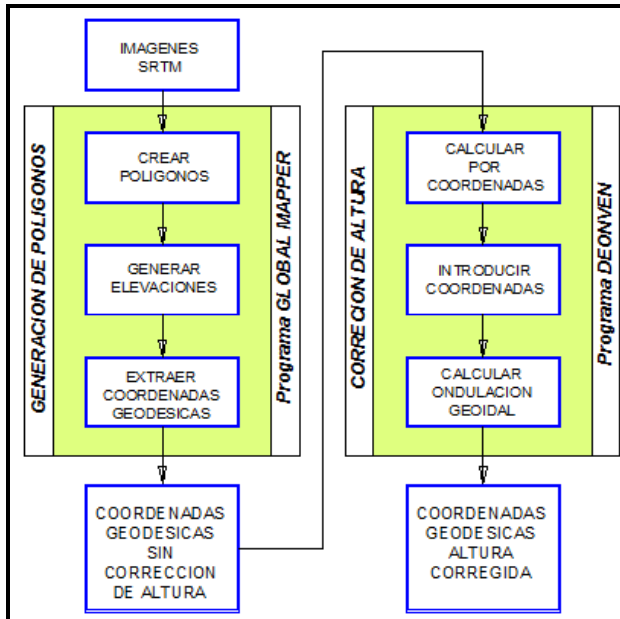 IMAGENES
SRTM
GENERACION DE POLIGONOS
CREAR
POLIGONOS
GENERAR
ELEVACIONES
EXTRAER
COORDENADAS
GEODESICAS
Programa GLOBAL MAPPER
COORDENADAS
GEODESICAS
SIN
CORRECCION
DE ALTURA
CORRECION DE ALTURA
CALCULAR
POR
COORDENADAS
INTRODUCIR
COORDENADAS
CALCULAR
ONDULACION
GEOIDAL
Programa DEONVEN
COORDENADAS
GEODESICAS
ALTURA
CORREGIDA